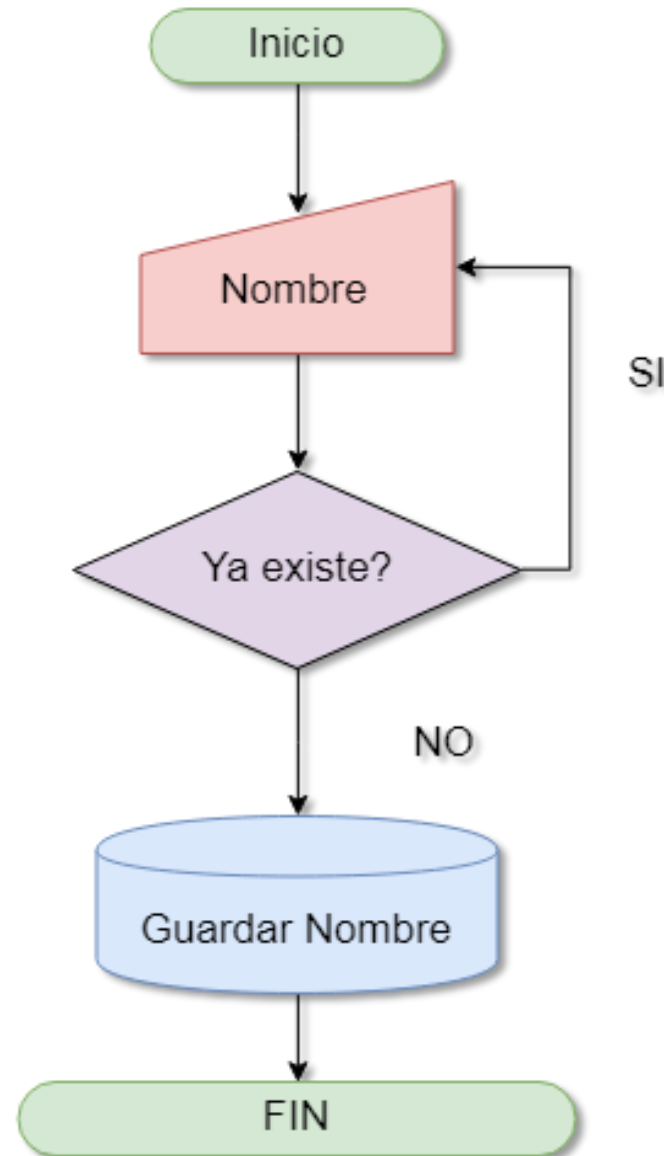 Inicio
Nombre
SI
Ya existe?
NO
Guardar Nombre
FIN